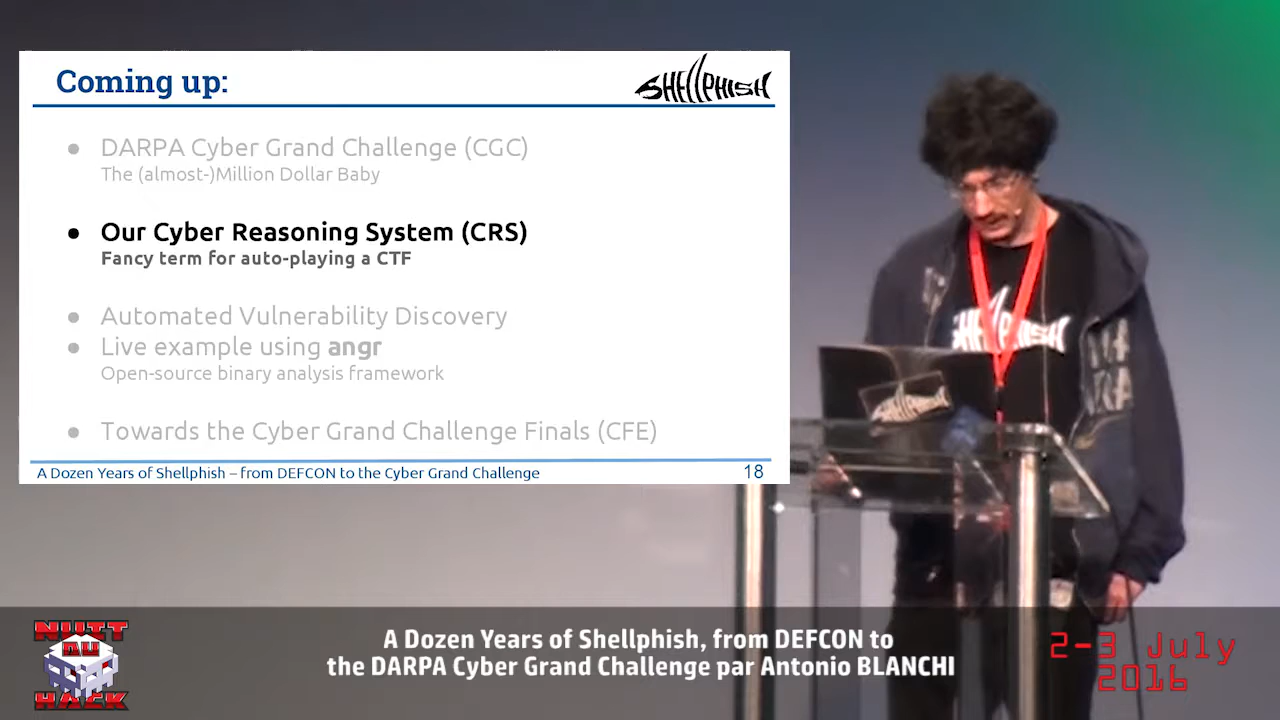 Coming up:
SHELLPHISH
DARPA Cyber Grand Challenge (CGC)
The (almost-)Million Dollar Baby
Our Cyber Reasoning System (CRS)
Fancy term for auto-playing a CTF
Automated Vulnerability Discovery
Live example using angr
Open-source binary analysis framework
Towards the Cyber Grand Challenge Finals (CFE)
A Dozen Years of Shellphish – from DEFCON to the Cyber Grand Challenge
18
SHELLPHISH
NUIT
DU
HACK
A Dozen Years of Shellphish, from DEFCON to
the DARPA Cyber Grand Challenge par Antonio BLANCHI
2-3 July
2016